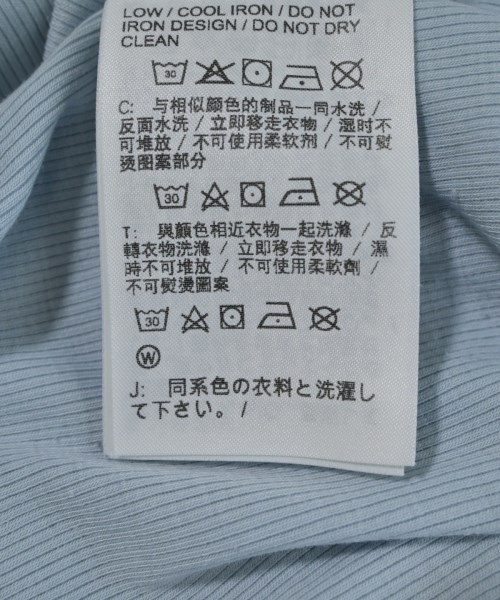 LOW / COOL IRON / DO NOT
IRON DESIGN / DO NOT DRY
CLEAN
30
C: 与相似颜色的制品一同水洗 /
反面水洗 / 立即移走衣物 / 湿时不
可堆放 / 不可使用柔软剂 / 不可熨
烫图案部分
30
T: 與顏色相近衣物一起洗滌 / 反
轉衣物洗滌 / 立即移走衣物 / 濕
時不可堆放 / 不可使用柔軟劑 /
不可熨燙圖案
30
W
J: 同系色の衣料と洗濯し
て下さい。/